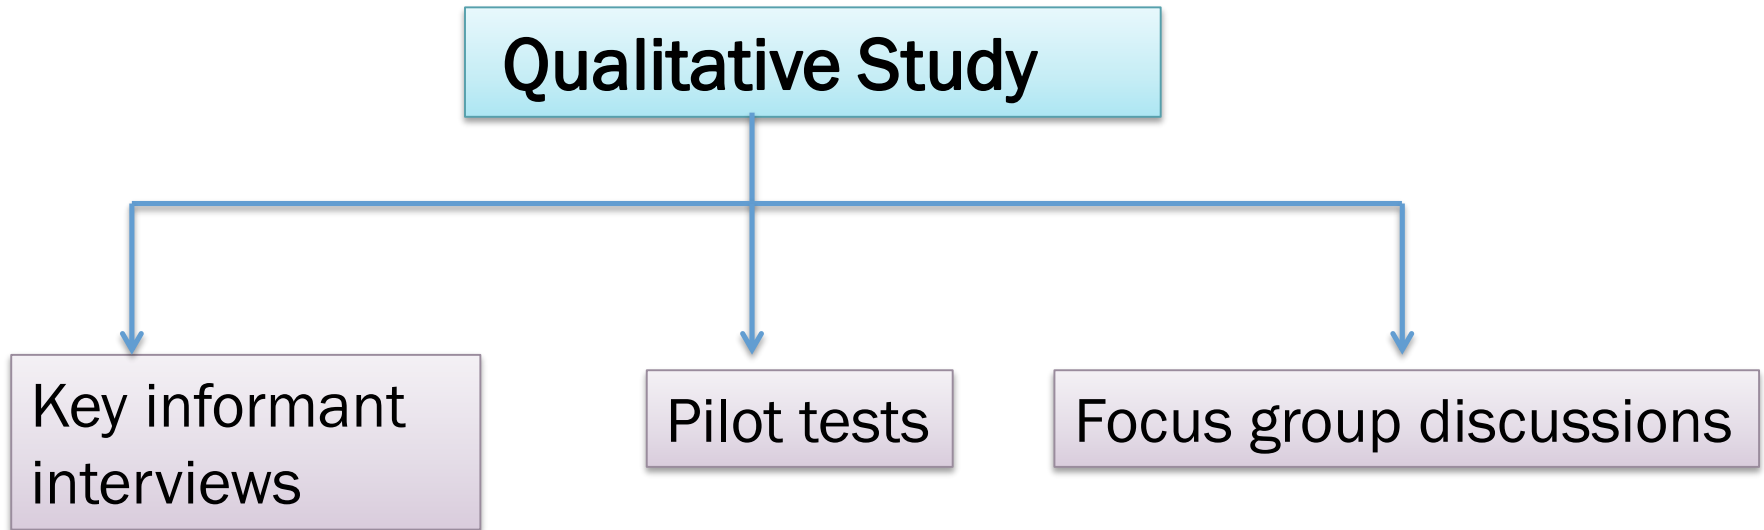 Qualitative Study
Key informant
interviews
Pilot tests
Focus group discussions